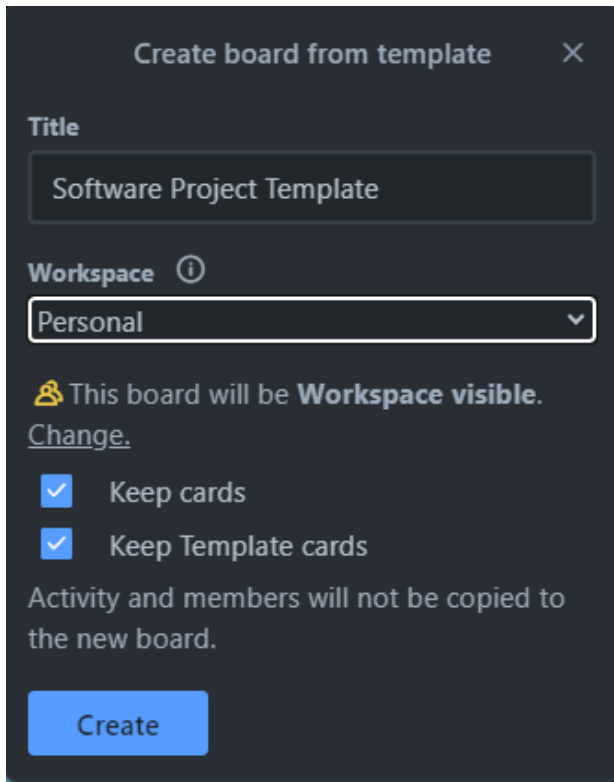 Create board from template
Title
Software Project Template
Workspace
Personal
This board will be Workspace visible.
Change.
Keep cards
Keep Template cards
Activity and members will not be copied to
the new board.
Create